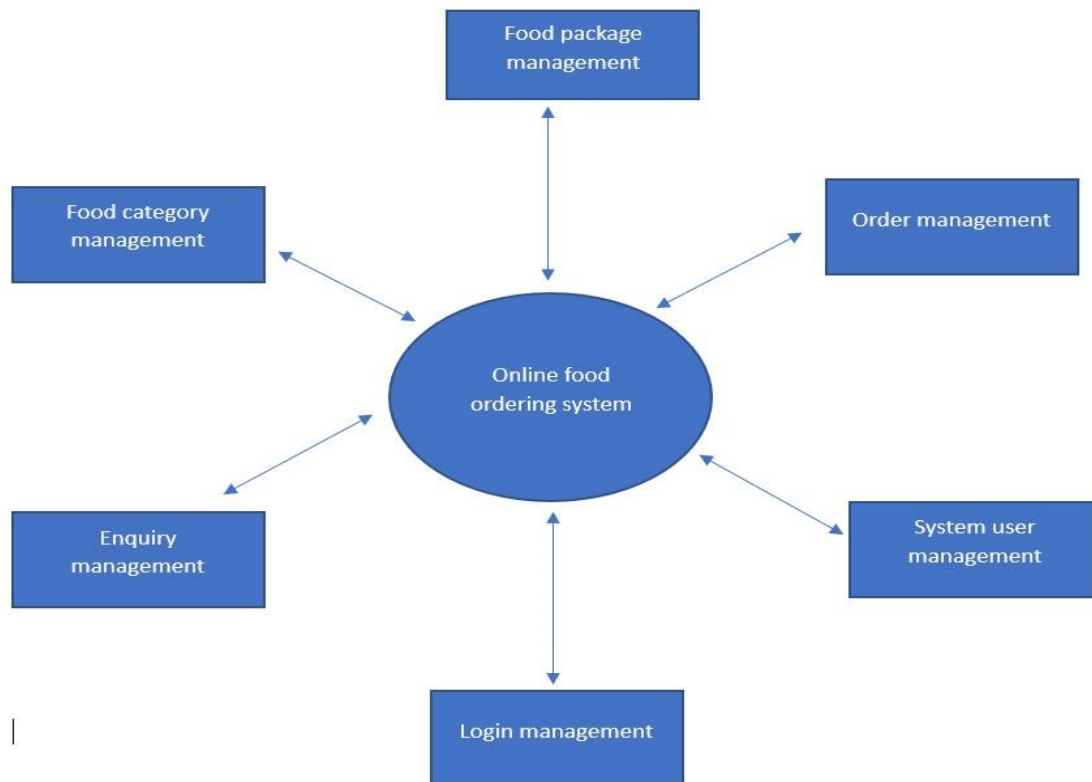 Food package
management
Food category
management
Order management
Online food
ordering system
Enquiry
management
System user
management
Login management